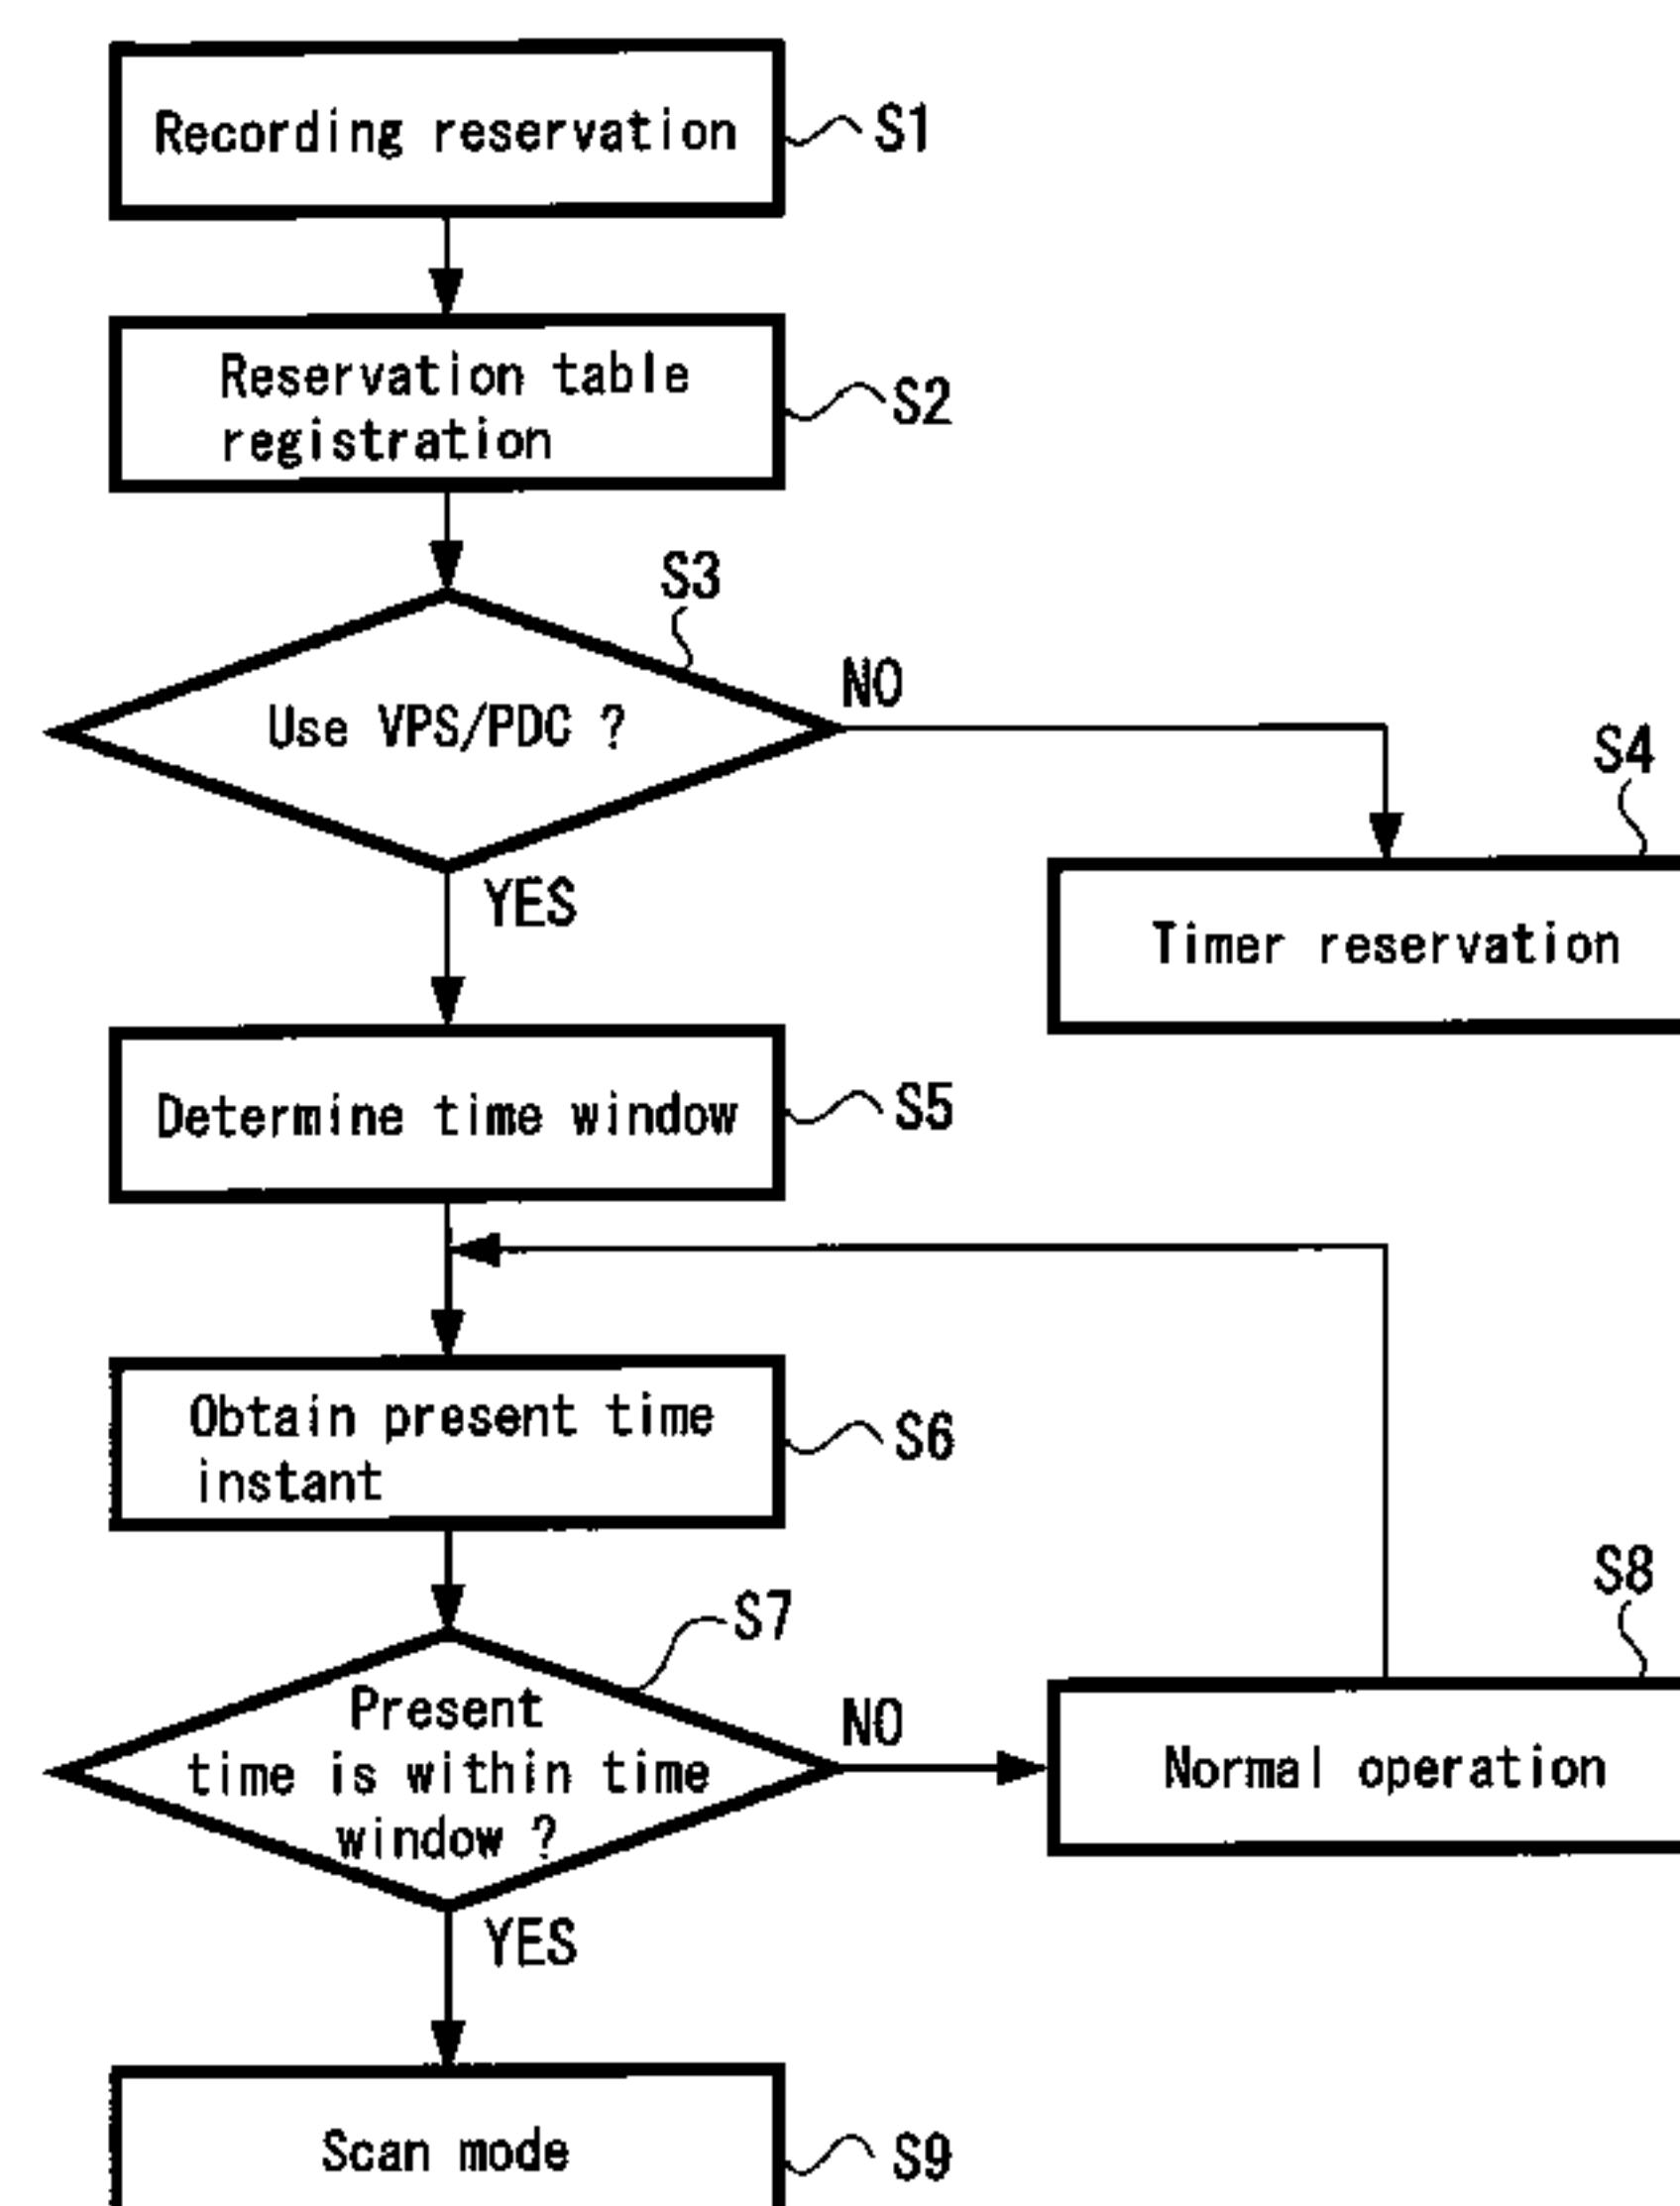 Recording reservation
S1
Reservation table
registration
S2
S3
Use VPS/PDC ?
NO
S4
YES
Timer reservation
Determine time window
S5
Obtain present time
instant
S6
S7
S8
Present
time is within time
window ?
NO
Normal operation
YES
Scan mode
S9